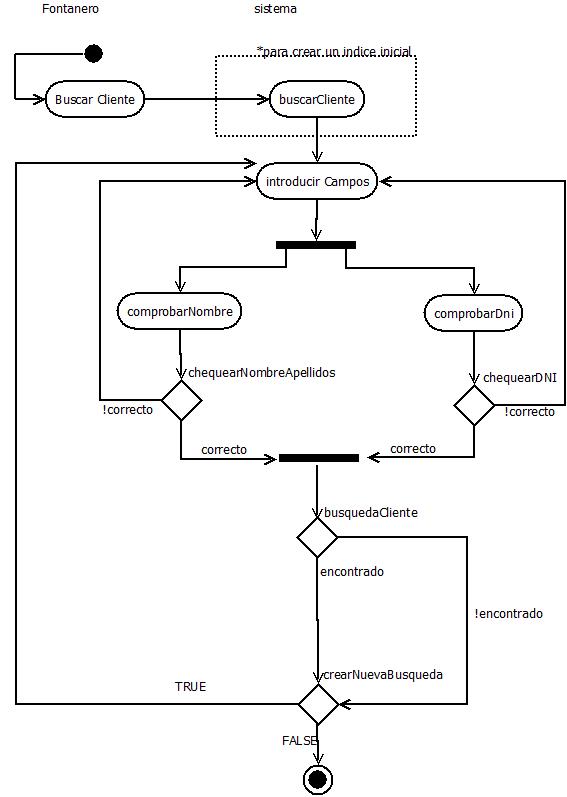 Fontanero
sistema
*para crear un indice inicial
Buscar Cliente
buscarCliente
introducir Campos
comprobarNombre
comprobarDni
chequearNombreApellidos
chequearDNI
!correcto
!correcto
correcto
correcto
busquedaCliente
encontrado
!encontrado
crearNuevaBusqueda
TRUE
FALSE